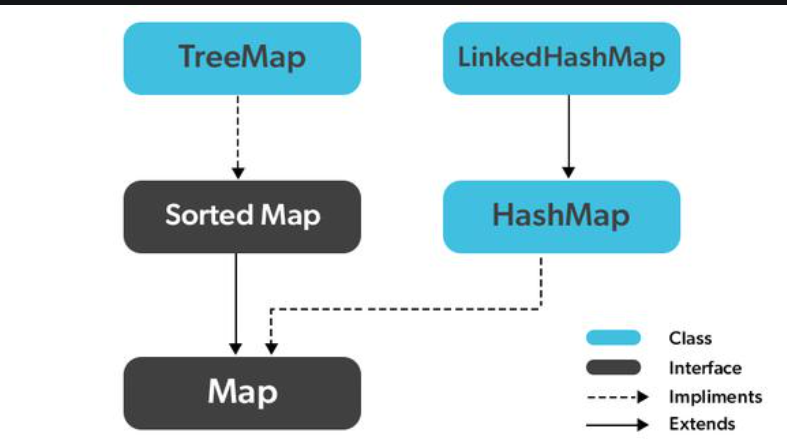 TreeMap
LinkedHashMap
Sorted Map
HashMap
Map
Class
Interface
Impliments
Extends